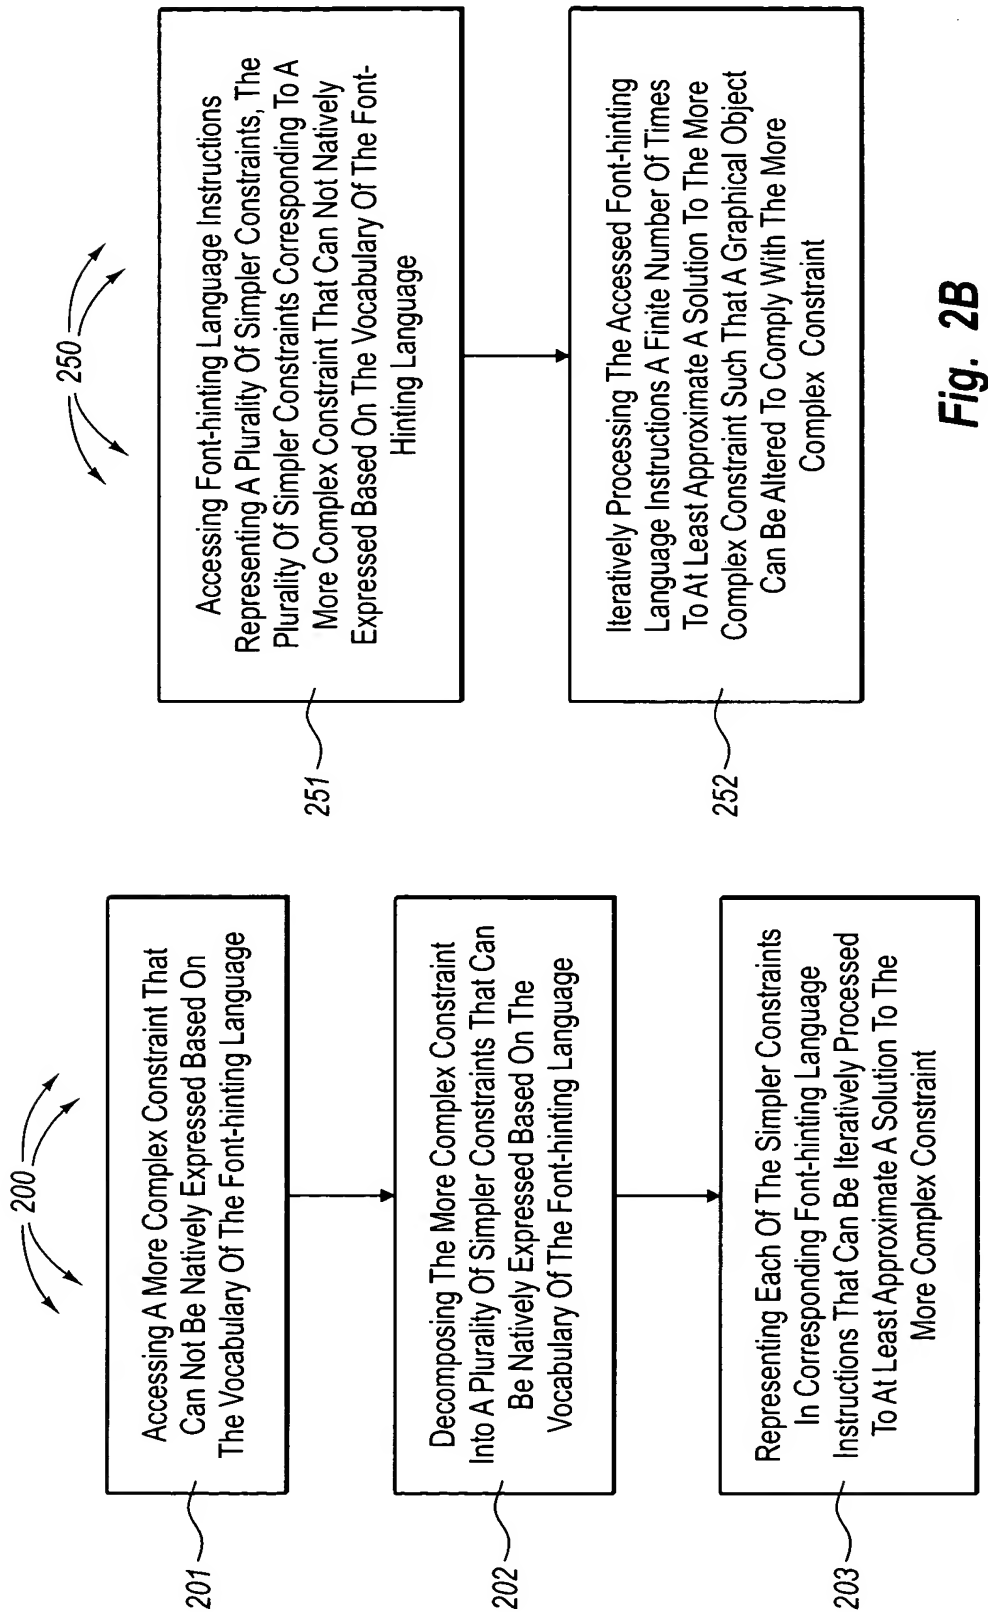 200
201
Accessing A More Complex Constraint That
Can Not Be Natively Expressed Based On
The Vocabulary Of The Font-hinting Language
202
Decomposing The More Complex Constraint
Into A Plurality Of Simpler Constraints That Can
Be Natively Expressed Based On The
Vocabulary Of The Font-hinting Language
203
Representing Each Of The Simpler Constraints
In Corresponding Font-hinting Language
Instructions That Can Be Iteratively Processed
To At Least Approximate A Solution To The
More Complex Constraint
250
251
Accessing Font-hinting Language Instructions
Representing A Plurality Of Simpler Constraints, The
Plurality Of Simpler Constraints Corresponding To A
More Complex Constraint That Can Not Natively
Expressed Based On The Vocabulary Of The Font-
Hinting Language
252
Iteratively Processing The Accessed Font-hinting
Language Instructions A Finite Number Of Times
To At Least Approximate A Solution To The More
Complex Constraint Such That A Graphical Object
Can Be Altered To Comply With The More
Complex Constraint
Fig. 2B